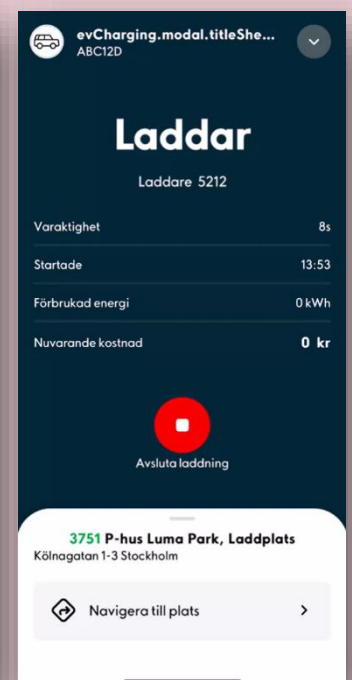 evCharging.modal.titleShe...
ABC12D
Laddar
Laddare 5212
Varaktighet 8s
Startade 13:53
Förbrukad energi 0 kWh
Nuvarande kostnad 0 kr
Avsluta laddning
3751 P-hus Luma Park, Laddplats
Kölnagatan 1-3 Stockholm
Navigera till plats